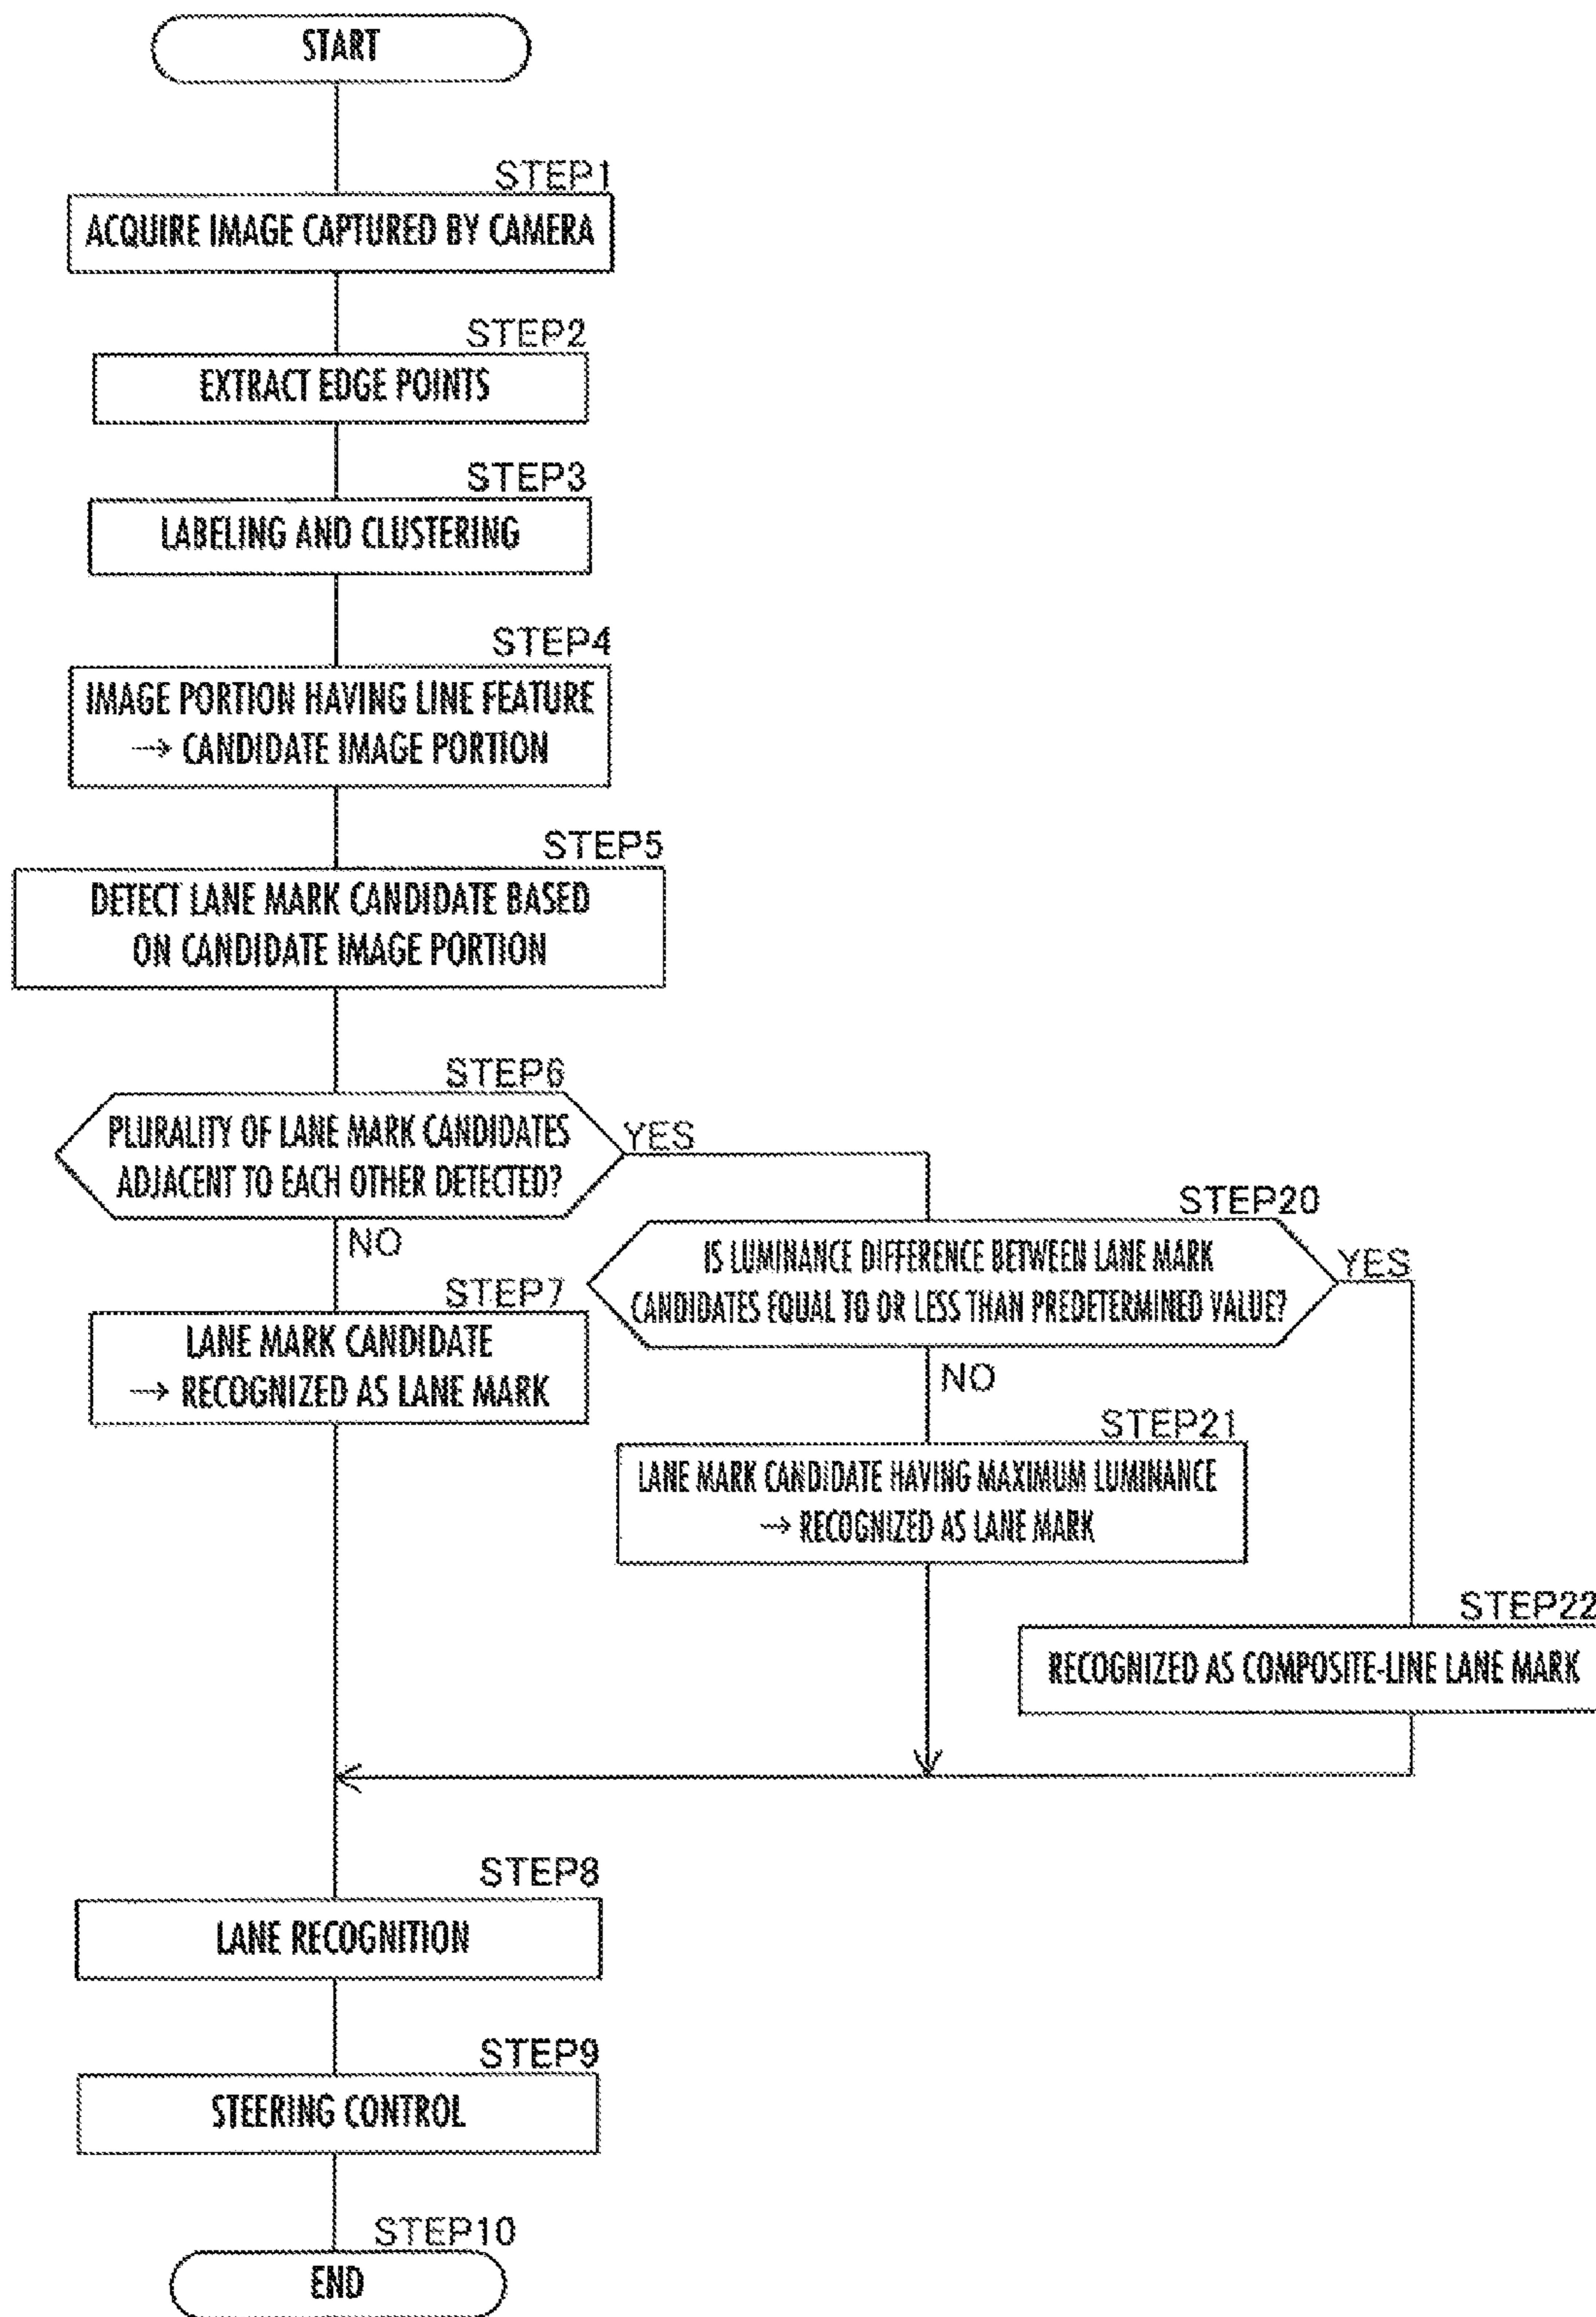 START
STEP1
ACQUIRE IMAGE CAPTURED BY CAMERA
STEP2
EXTRACT EDGE POINTS
STEP3
LABELING AND CLUSTERING
STEP4
IMAGE PORTION HAVING LINE FEATURE
→ CANDIDATE IMAGE PORTION
STEP5
DETECT LANE MARK CANDIDATE BASED
ON CANDIDATE IMAGE PORTION
STEP6
PLURALITY OF LANE MARK CANDIDATES
ADJACENT TO EACH OTHER DETECTED?
YES
NO
STEP7
LANE MARK CANDIDATE
→ RECOGNIZED AS LANE MARK
STEP20
IS LUMINANCE DIFFERENCE BETWEEN LANE MARK
CANDIDATES EQUAL TO OR LESS THAN PREDETERMINED VALUE?
YES
NO
STEP21
LANE MARK CANDIDATE HAVING MAXIMUM LUMINANCE
→ RECOGNIZED AS LANE MARK
STEP22
RECOGNIZED AS COMPOSITE-LINE LANE MARK
STEP8
LANE RECOGNITION
STEP9
STEERING CONTROL
STEP10
END